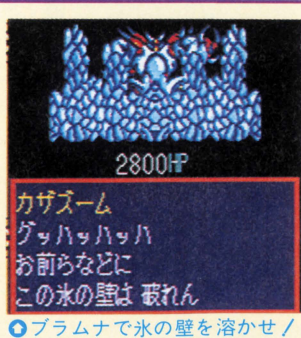 2800HP
カザズーム
グッハッハッハ
お前らなどに
この氷の壁は 破れん
⬆ブラムナで氷の壁を溶かせ!